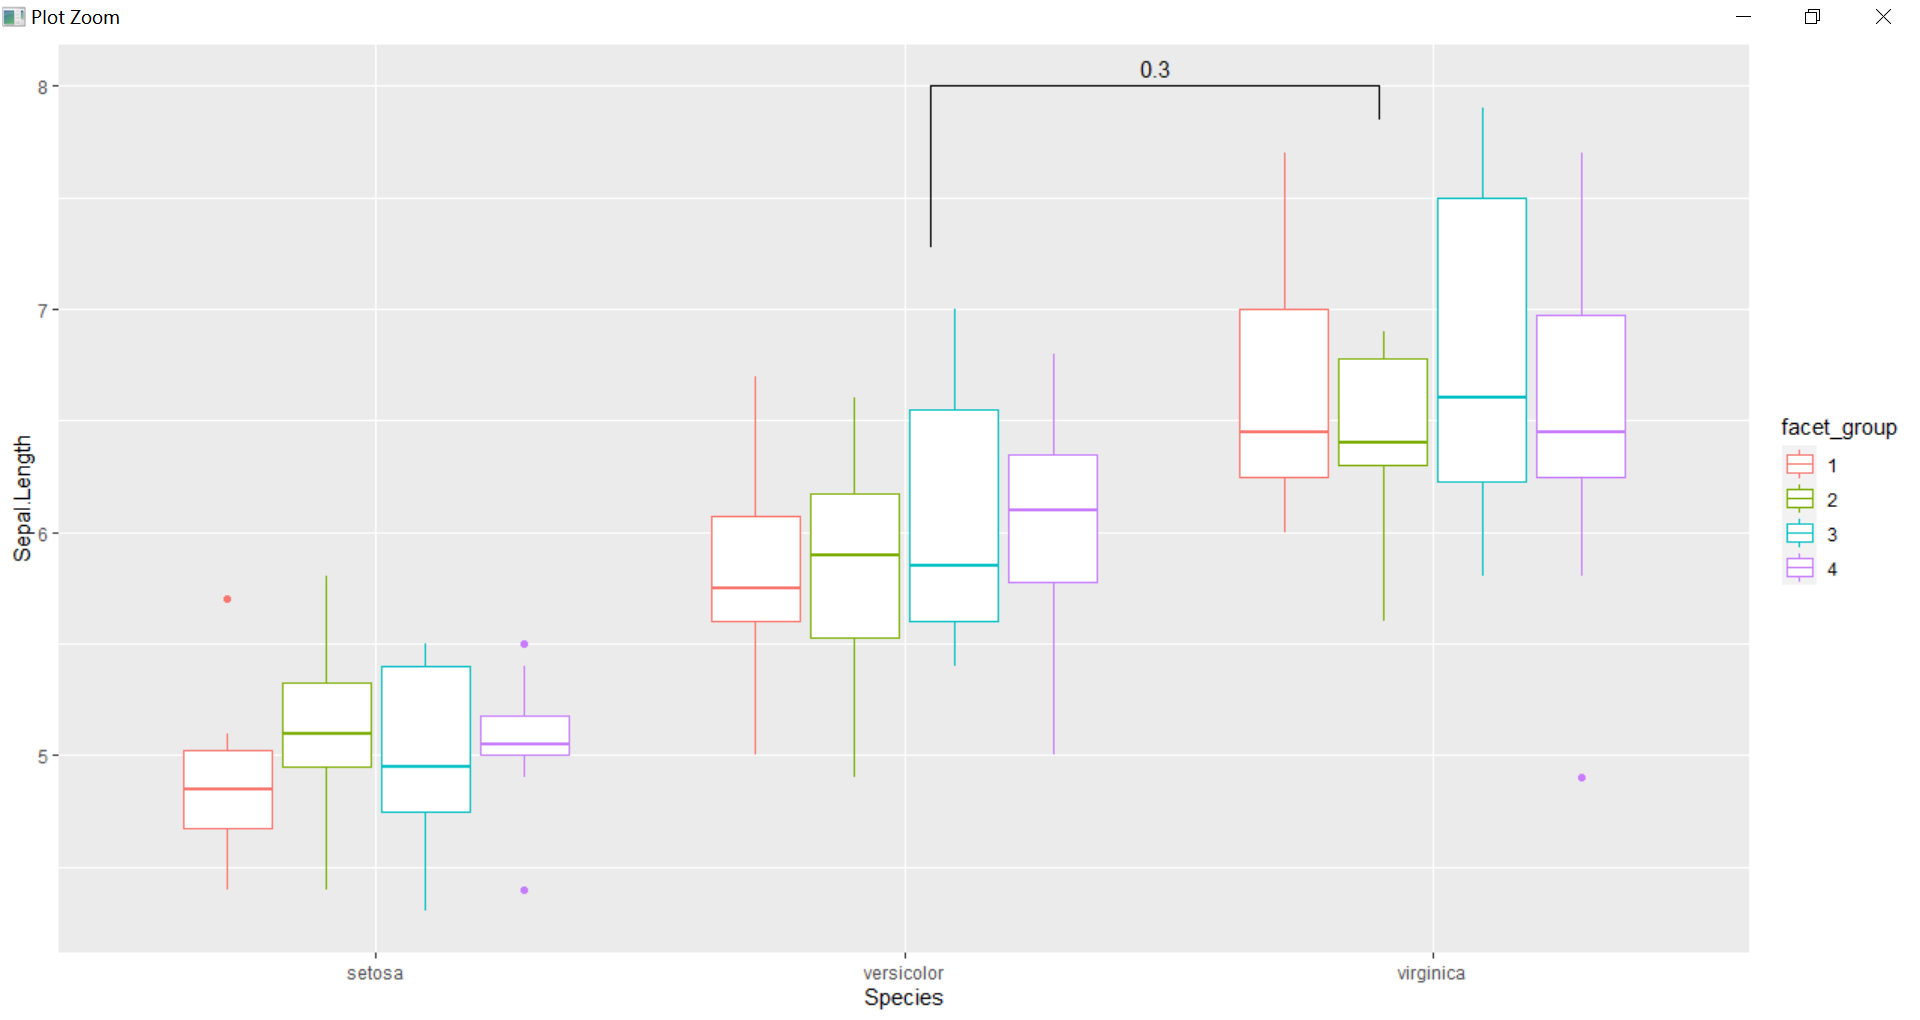 Plot Zoom
0.3
8
7
6
5
Sepal.Length
setosa
versicolor
virginica
Species
facet_group
1
2
3
4